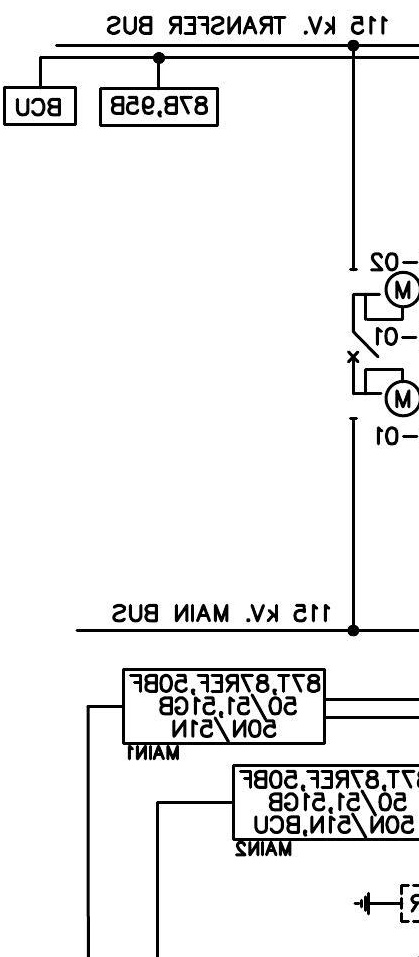 115 kV. TRANSFER BUS
BCU
87B,95B
-02
M
-01
M
-01
115 kV. MAIN BUS
87T,87REF,50BF
50/51,51GB
50N/51N
MAIN1
87T,87REF,50BF
50/51,51GB
50N/51N,BCU
MAIN2
R